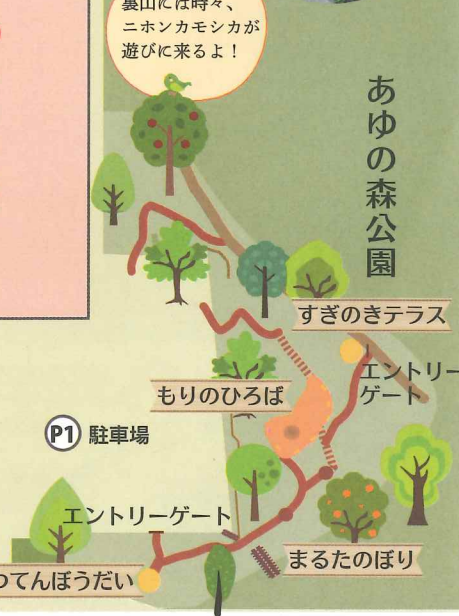 裏山には時々、
ニホンカモシカが
遊びに来るよ！
あゆの森公園
すぎのきテラス
エントリー
ゲート
もりのひろば
P1 駐車場
エントリーゲート
まるたのぼり
てんぼうだい